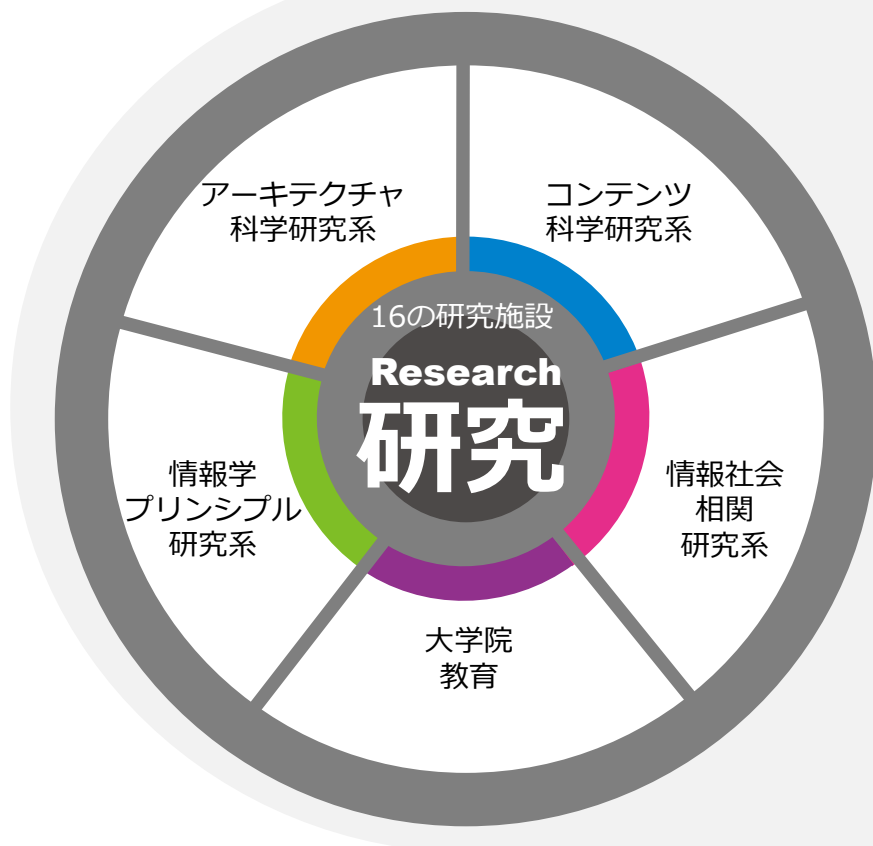 アーキテクチャ
科学研究系
コンテンツ
科学研究系
16の研究施設
Research
研究
情報学
プリンシプル
研究系
情報社会
相関
研究系
大学院
教育